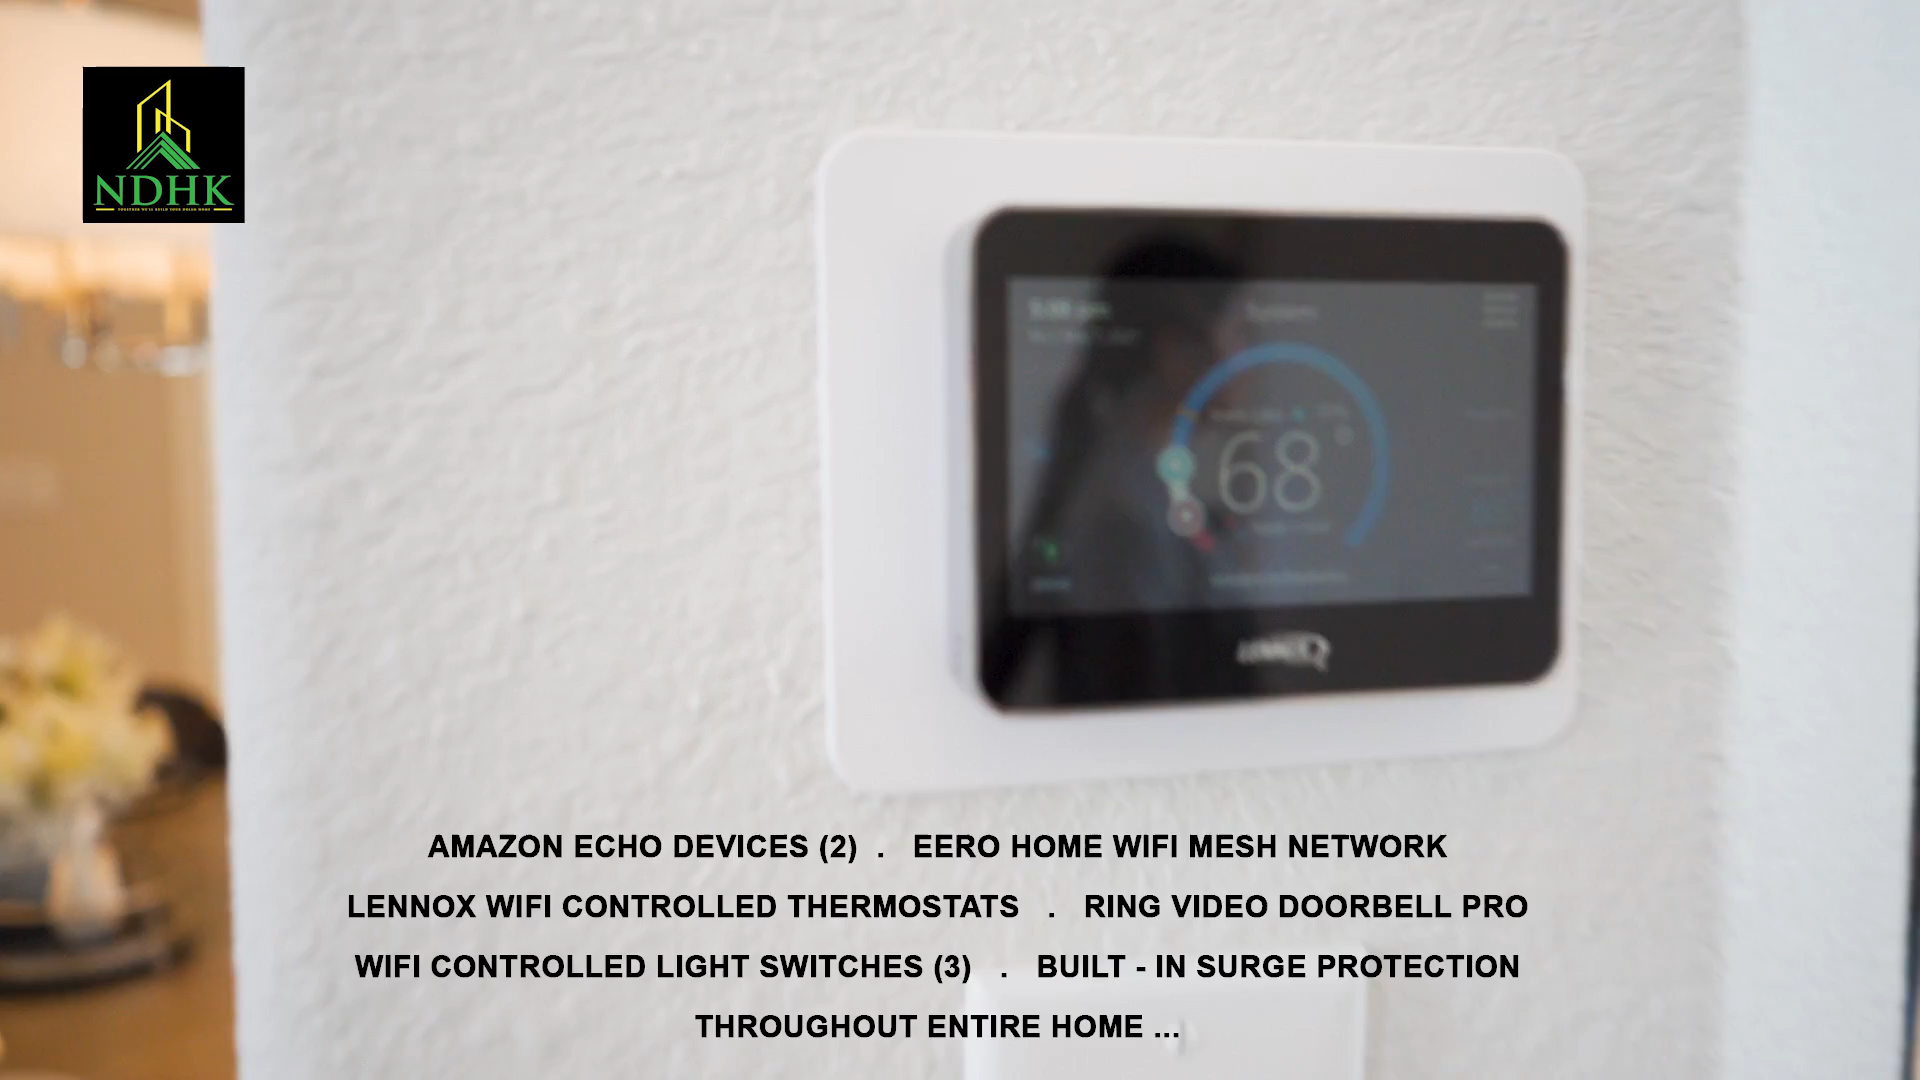 NDHK
68°
LENNOX
AMAZON ECHO DEVICES (2) . EERO HOME WIFI MESH NETWORK
LENNOX WIFI CONTROLLED THERMOSTATS . RING VIDEO DOORBELL PRO
WIFI CONTROLLED LIGHT SWITCHES (3) . BUILT - IN SURGE PROTECTION
THROUGHOUT ENTIRE HOME ...